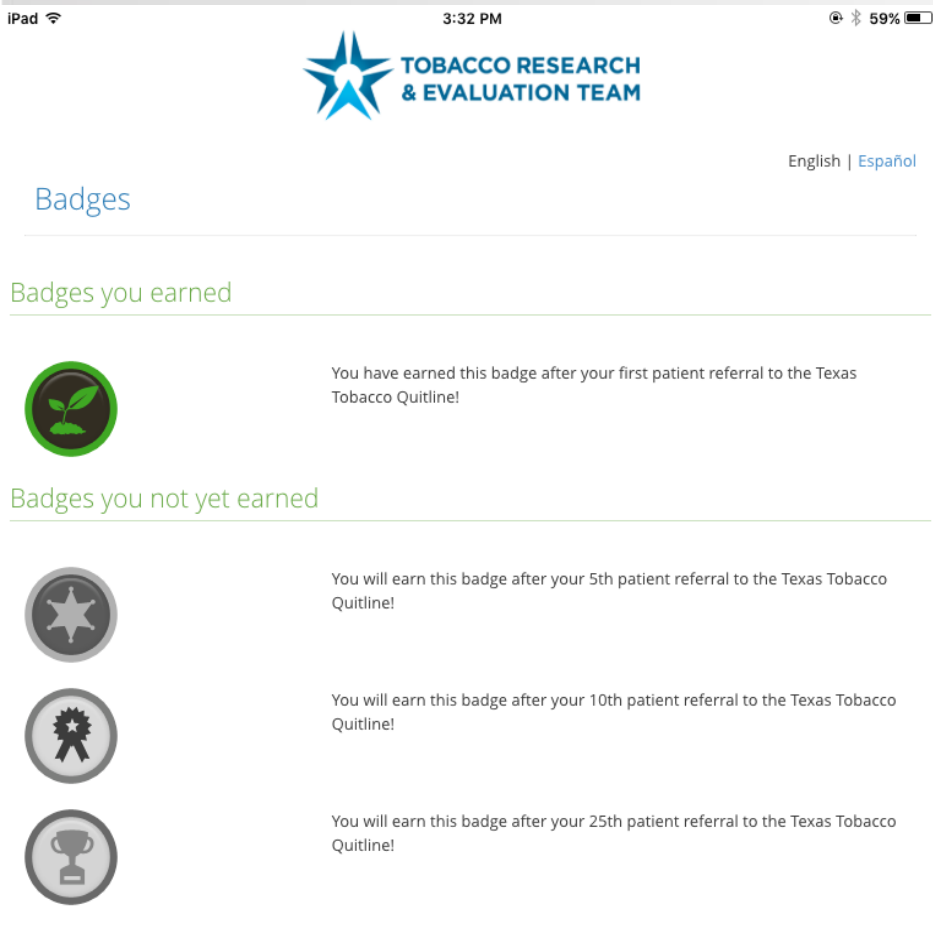 iPad 3:32 PM 59%
TOBACCO RESEARCH
& EVALUATION TEAM
English | Español
Badges
Badges you earned
You have earned this badge after your first patient referral to the Texas
Tobacco Quitline!
Badges you not yet earned
You will earn this badge after your 5th patient referral to the Texas Tobacco
Quitline!
You will earn this badge after your 10th patient referral to the Texas Tobacco
Quitline!
You will earn this badge after your 25th patient referral to the Texas Tobacco
Quitline!